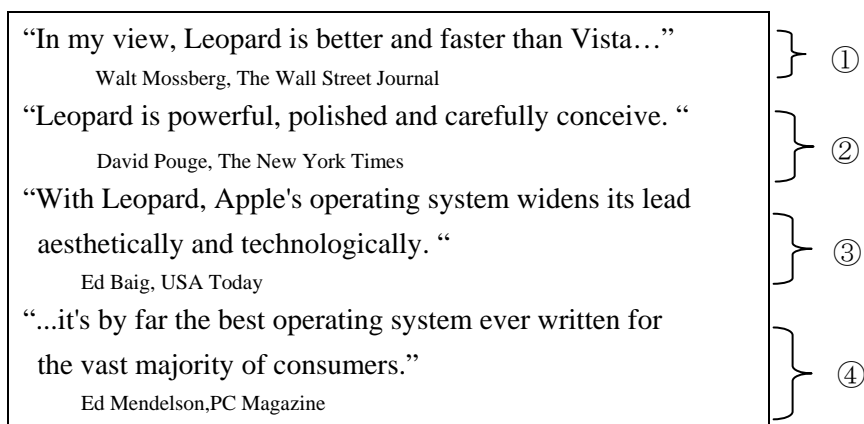 “In my view, Leopard is better and faster than Vista…”
Walt Mossberg, The Wall Street Journal
①
“Leopard is powerful, polished and carefully conceive. “
David Pouge, The New York Times
②
“With Leopard, Apple's operating system widens its lead
aesthetically and technologically. “
Ed Baig, USA Today
③
“...it's by far the best operating system ever written for
the vast majority of consumers.”
Ed Mendelson,PC Magazine
④